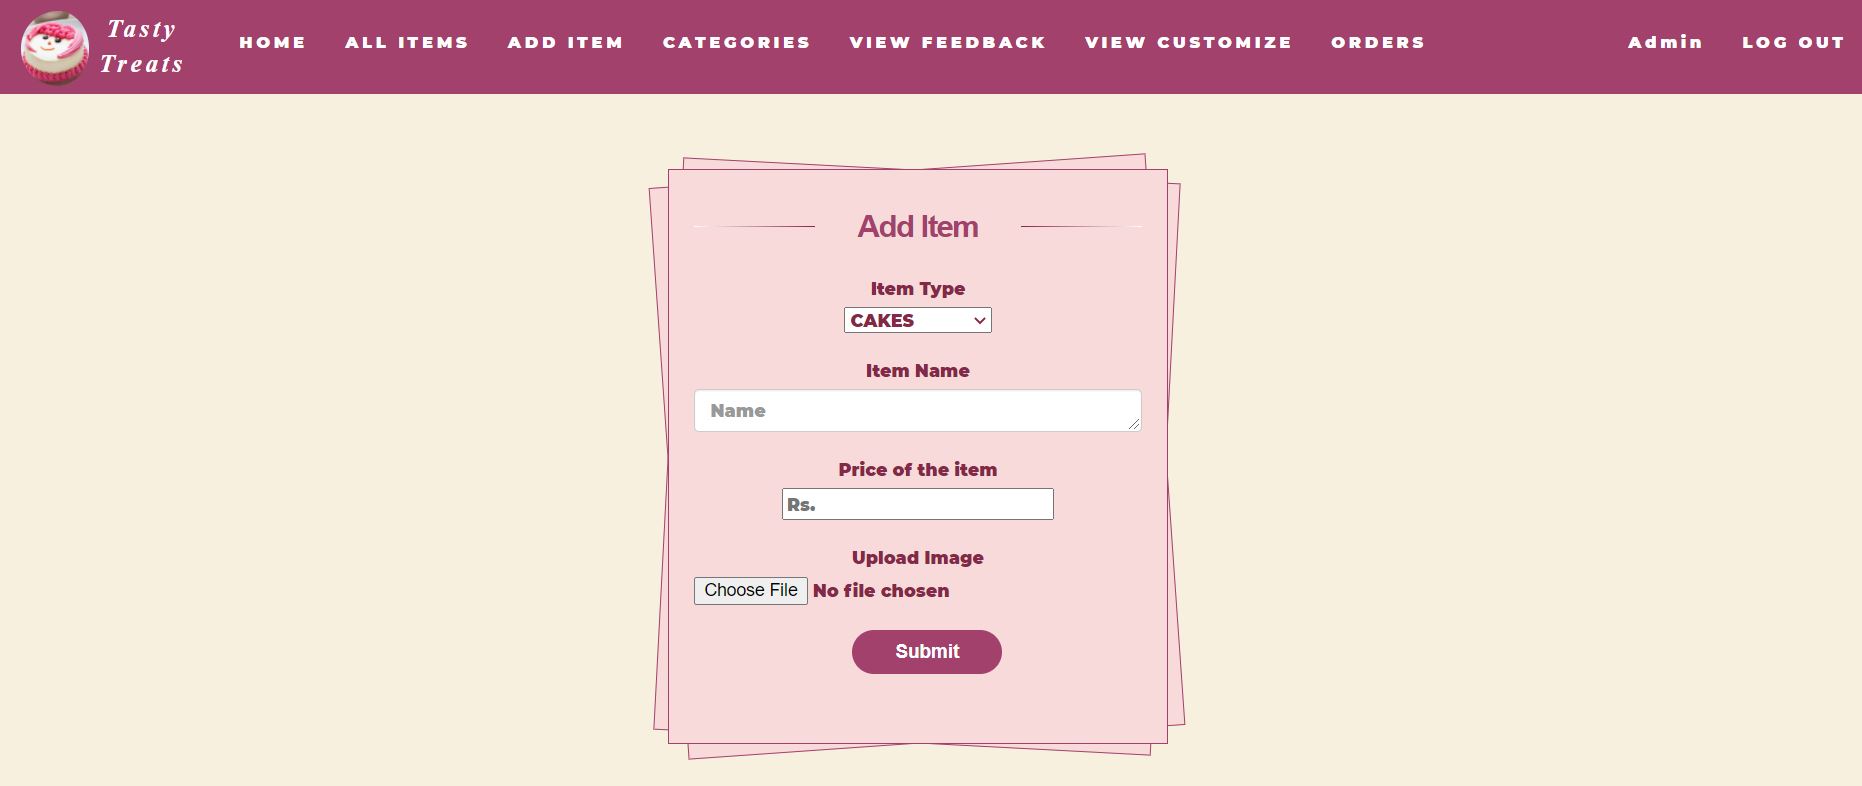 Tasty
Treats
HOME ALL ITEMS ADD ITEM CATEGORIES VIEW FEEDBACK VIEW CUSTOMIZE ORDERS Admin LOG OUT
Add Item
Item Type
CAKES
Item Name
Name
Price of the item
Rs.
Upload Image
Choose File No file chosen
Submit